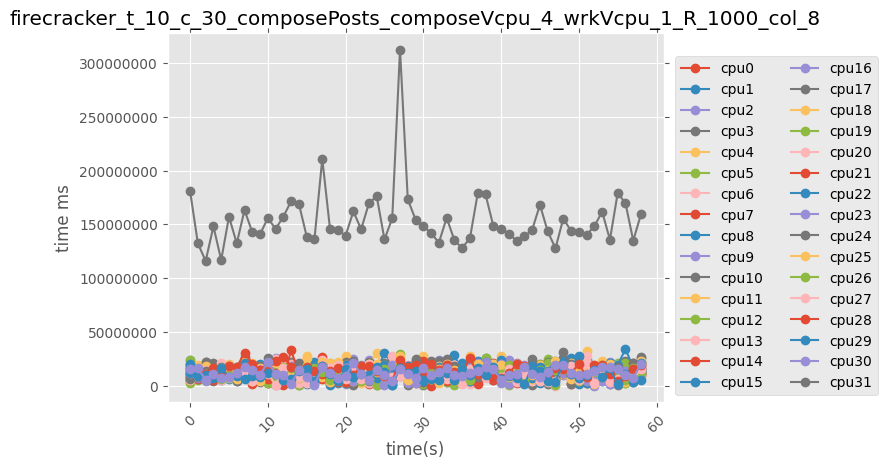 firecracker_t_10_c_30_composePosts_composeVcpu_4_wrkVcpu_1_R_1000_col_8
300000000
250000000
200000000
150000000
100000000
50000000
0
time ms
0
10
20
30
40
50
60
time(s)
cpu0
cpu1
cpu2
cpu3
cpu4
cpu5
cpu6
cpu7
cpu8
cpu9
cpu10
cpu11
cpu12
cpu13
cpu14
cpu15
cpu16
cpu17
cpu18
cpu19
cpu20
cpu21
cpu22
cpu23
cpu24
cpu25
cpu26
cpu27
cpu28
cpu29
cpu30
cpu31